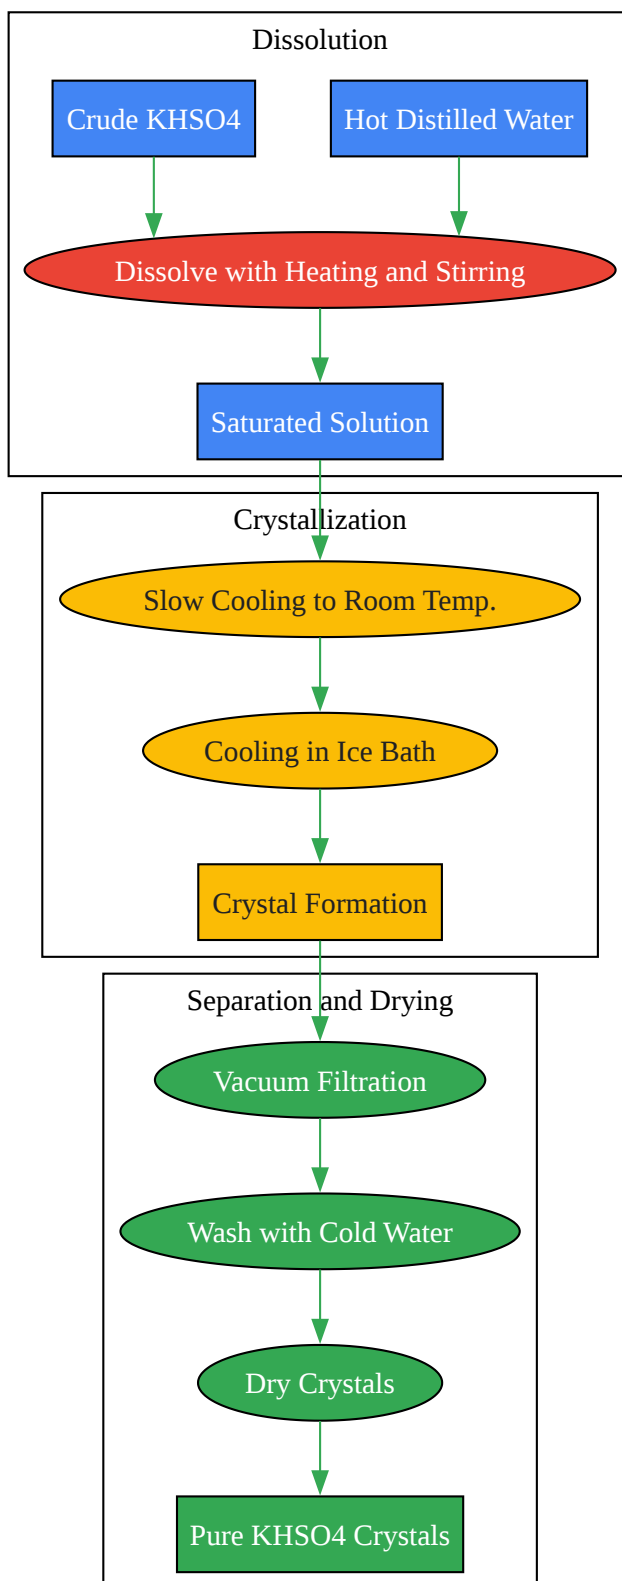 Dissolution
Crude KHSO4
Hot Distilled Water
Dissolve with Heating and Stirring
Saturated Solution
Crystallization
Slow Cooling to Room Temp.
Cooling in Ice Bath
Crystal Formation
Separation and Drying
Vacuum Filtration
Wash with Cold Water
Dry Crystals
Pure KHSO4 Crystals